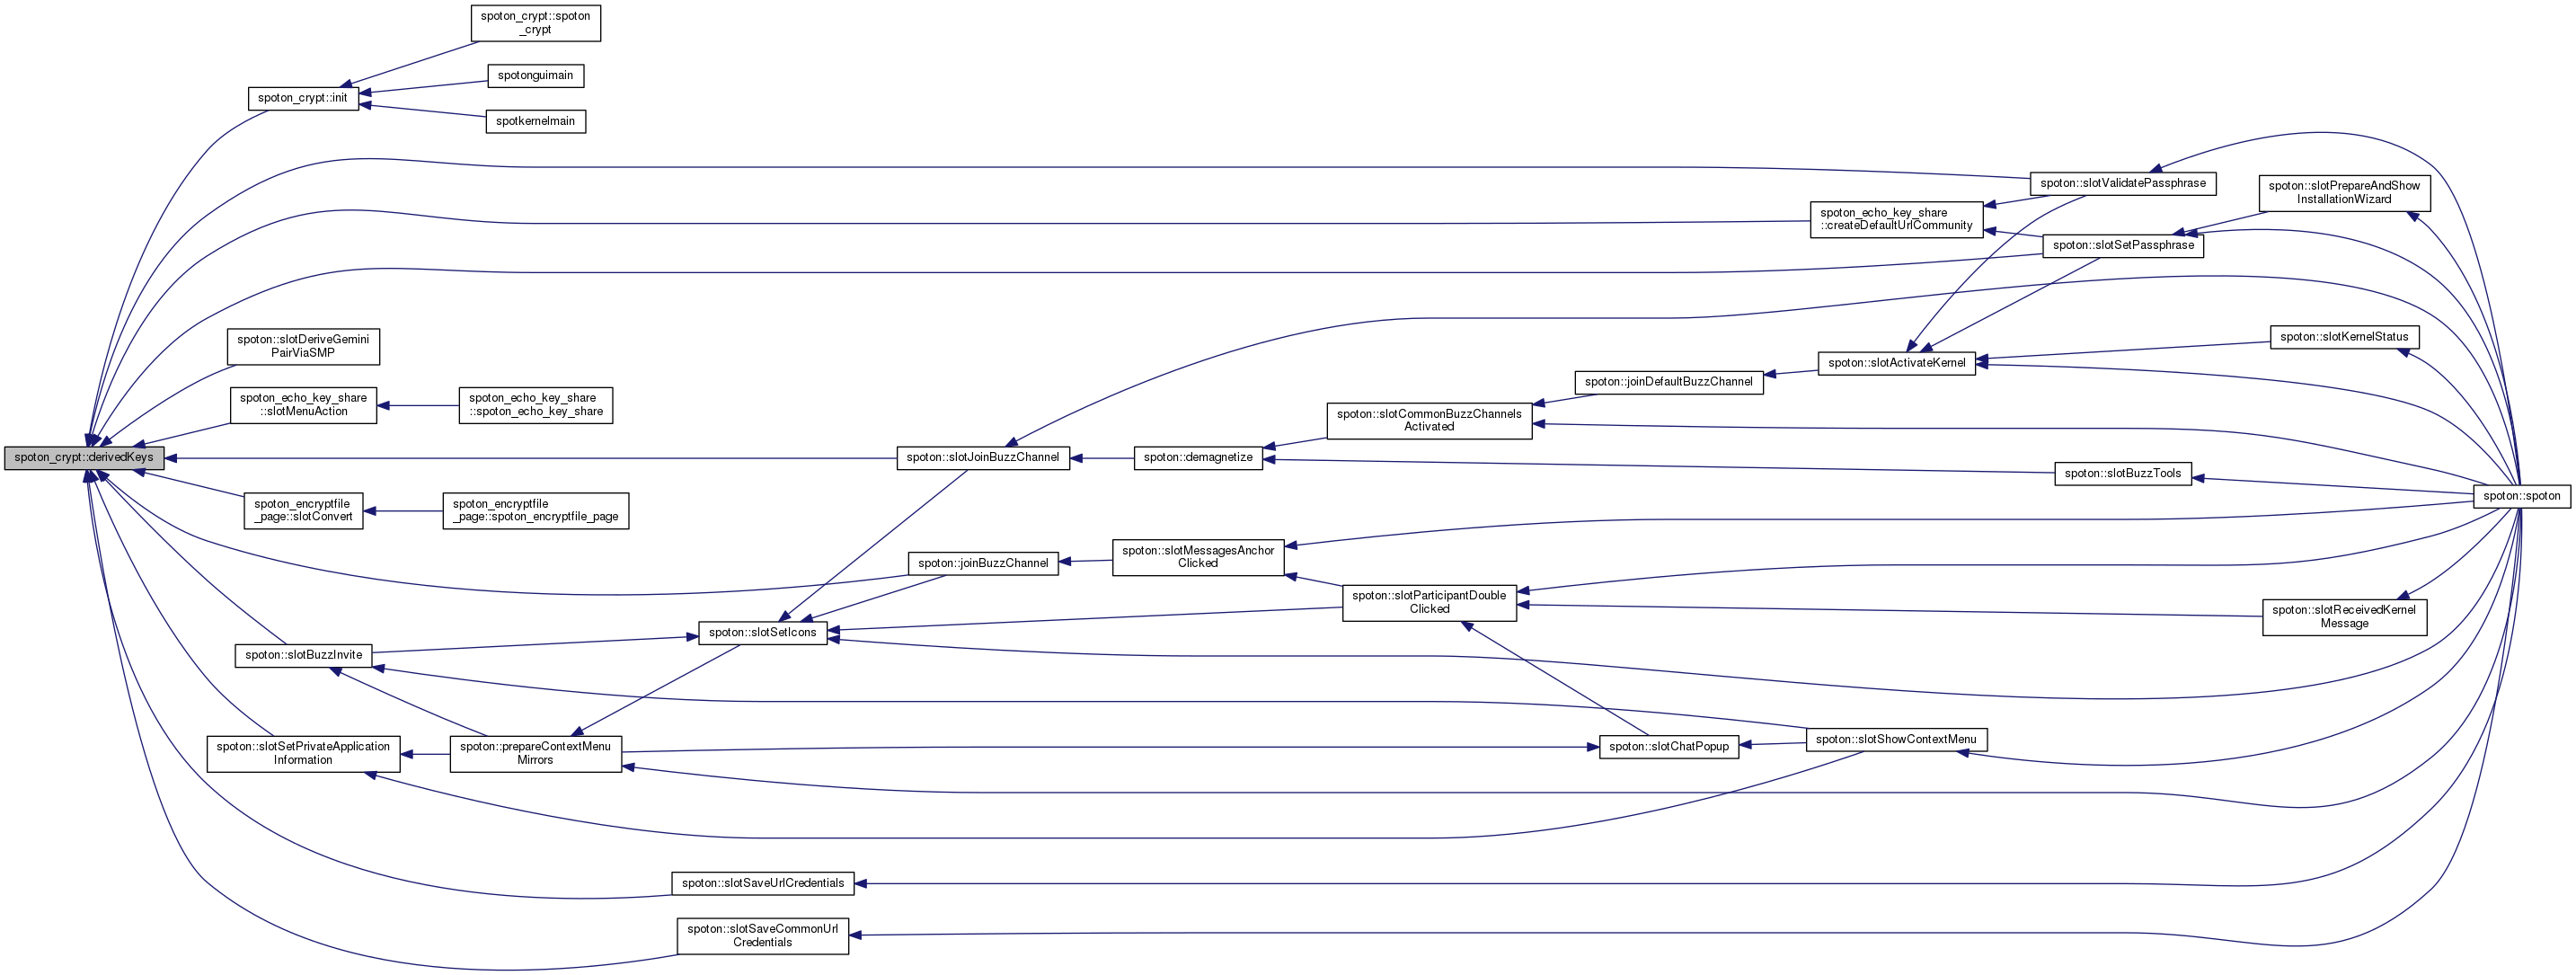 spoton_crypt::spoton
_crypt
spotonguimain
spoton_crypt::init
spotkernelmain
spoton::slotValidatePassphrase
spoton::slotPrepareAndShow
InstallationWizard
spoton_echo_key_share
::createDefaultUrlCommunity
spoton::slotSetPassphrase
spoton::slotDeriveGemini
PairViaSMP
spoton::slotKernelStatus
spoton::slotActivateKernel
spoton::joinDefaultBuzzChannel
spoton_echo_key_share
::slotMenuAction
spoton_echo_key_share
::spoton_echo_key_share
spoton::slotCommonBuzzChannels
Activated
spoton_crypt::derivedKeys
spoton::slotJoinBuzzChannel
spoton::demagnetize
spoton::slotBuzzTools
spoton::spoton
spoton_encryptfile
_page::slotConvert
spoton_encryptfile
_page::spoton_encryptfile_page
spoton::slotMessagesAnchor
Clicked
spoton::joinBuzzChannel
spoton::slotParticipantDouble
Clicked
spoton::slotReceivedKernel
Message
spoton::slotSetIcons
spoton::slotBuzzInvite
spoton::slotSetPrivateApplication
Information
spoton::prepareContextMenu
Mirrors
spoton::slotChatPopup
spoton::slotShowContextMenu
spoton::slotSaveUrlCredentials
spoton::slotSaveCommonUrl
Credentials